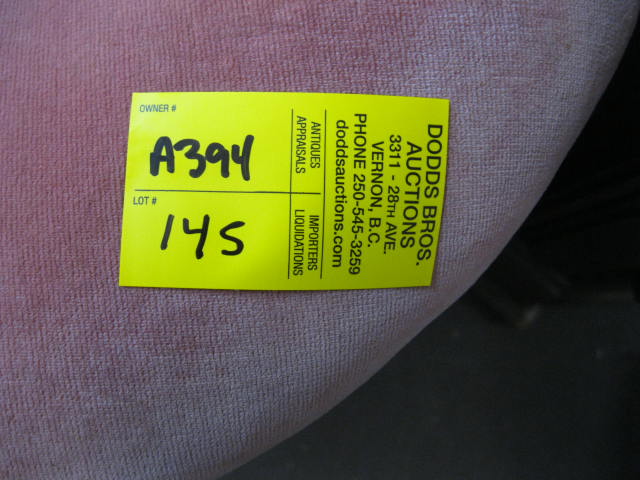 OWNER #
A394
LOT #
145
DODDS BROS.
AUCTIONS
3311 - 28TH AVE.
VERNON, B.C.
PHONE 250-545-3259
doddsauctions.com
ANTIQUES IMPORTERS
APPRAISALS LIQUIDATIONS